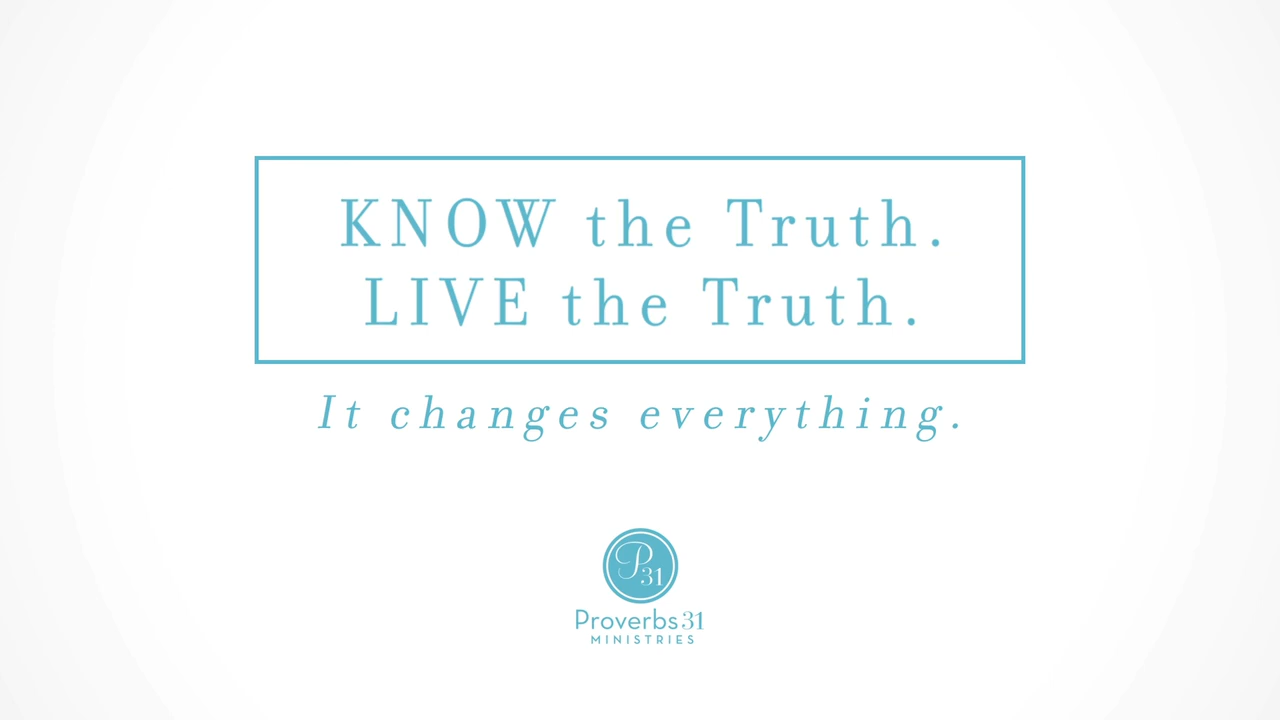 KNOW the Truth.
LIVE the Truth.
It changes everything.
P31
Proverbs 31
MINISTRIES